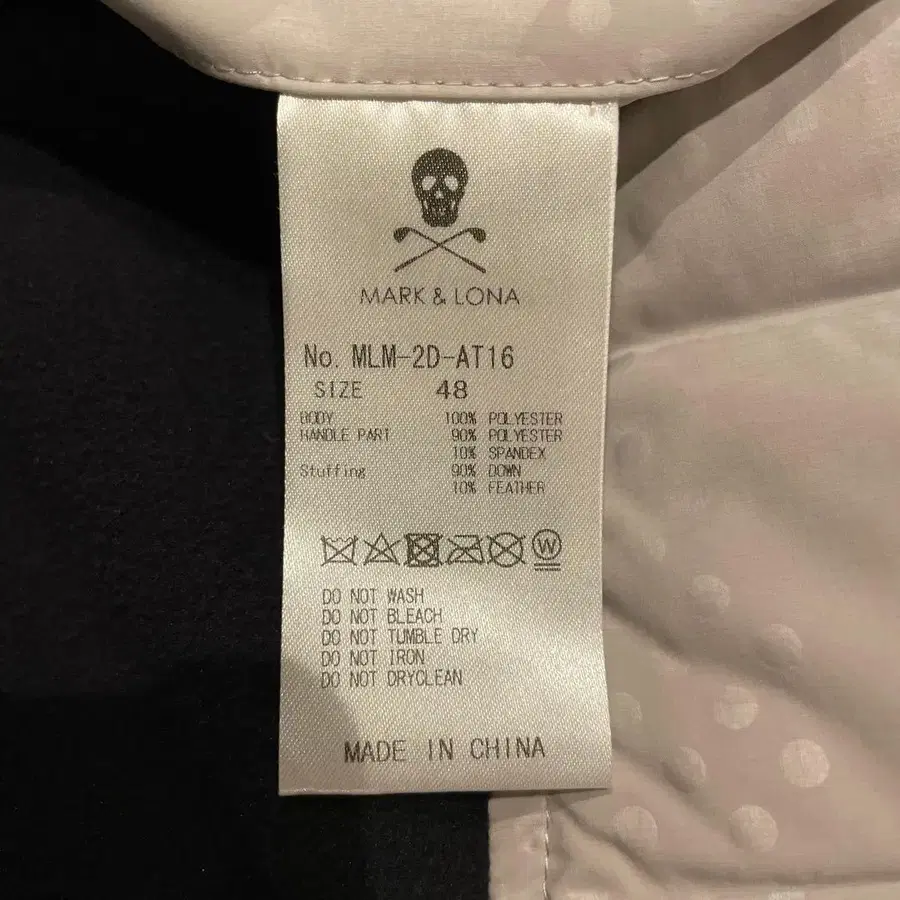 MARK & LONA
No. MLM-2D-AT16
SIZE 48
BODY 100% POLYESTER
HANDLE PART 90% POLYESTER
10% SPANDEX
Stuffing 90% DOWN
10% FEATHER
W
DO NOT WASH
DO NOT BLEACH
DO NOT TUMBLE DRY
DO NOT IRON
DO NOT DRYCLEAN
MADE IN CHINA